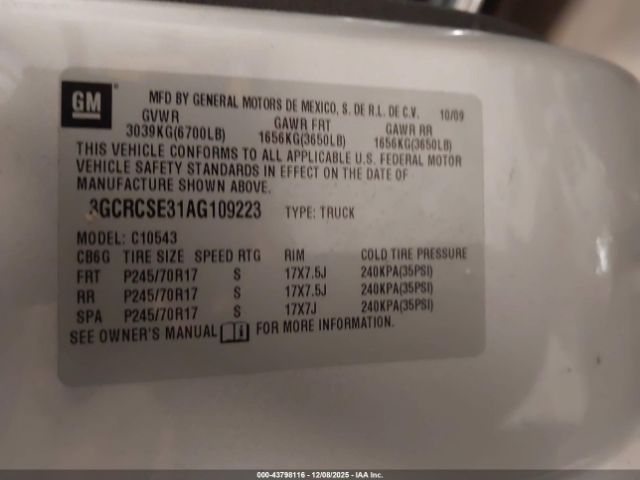 GM
MFD BY GENERAL MOTORS DE MEXICO, S. DE R.L. DE C.V. 10/09
GVWR GAWR FRT GAWR RR
3039KG(6700LB) 1656KG(3650LB) 1656KG(3650LB)
THIS VEHICLE CONFORMS TO ALL APPLICABLE U.S. FEDERAL MOTOR
VEHICLE SAFETY STANDARDS IN EFFECT ON THE DATE OF
MANUFACTURE SHOWN ABOVE.
3GCRCSE31AG109223 TYPE: TRUCK
MODEL: C10543
CB6G TIRE SIZE SPEED RTG RIM COLD TIRE PRESSURE
FRT P245/70R17 S 17X7.5J 240KPA(35PSI)
RR P245/70R17 S 17X7.5J 240KPA(35PSI)
SPA P245/70R17 S 17X7J 240KPA(35PSI)
SEE OWNER'S MANUAL i FOR MORE INFORMATION.
000-43798116 - 12/08/2025 - IAA Inc.